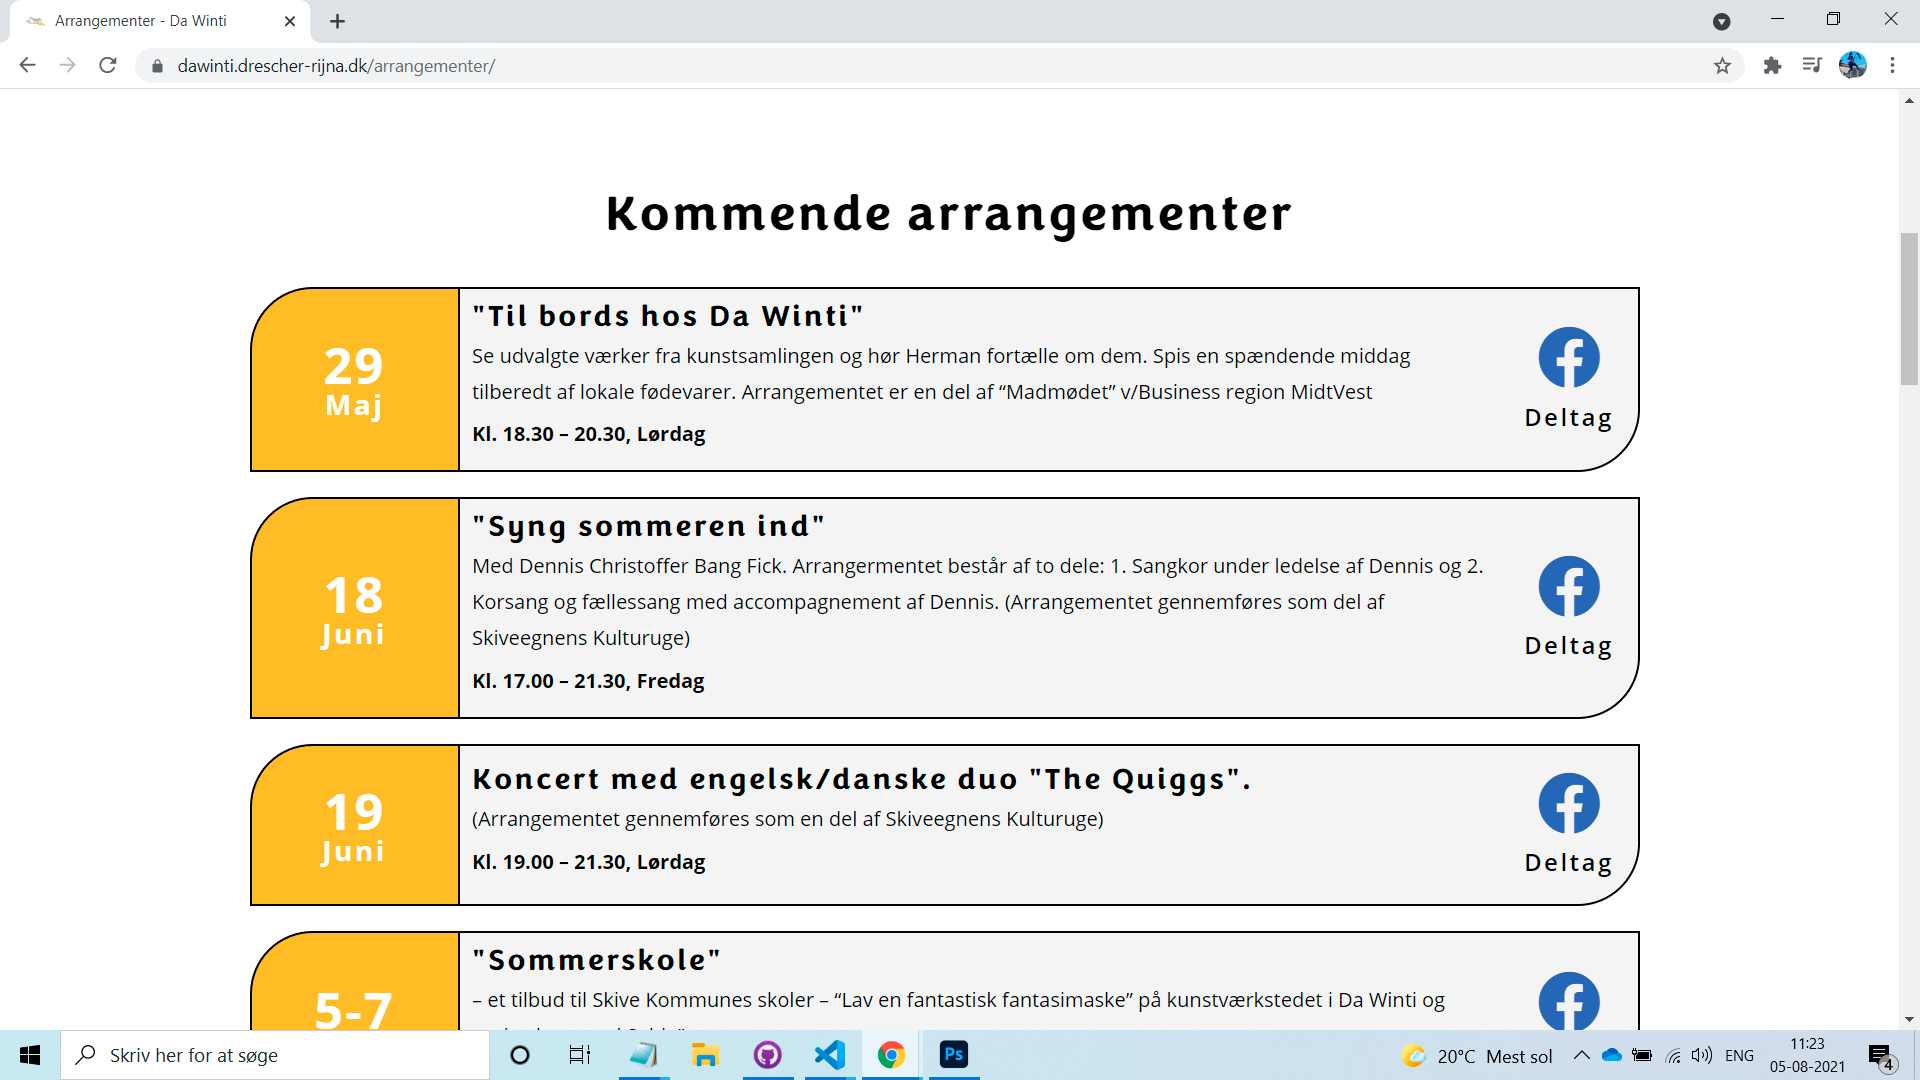 Arrangementer - Da Winti
dawinti.drescher-rijna.dk/arrangementer/
Kommende arrangementer
29
Maj
"Til bords hos Da Winti"
Se udvalgte værker fra kunstsamlingen og hør Herman fortælle om dem. Spis en spændende middag
tilberedt af lokale fødevarer. Arrangementet er en del af “Madmødet” v/Business region MidtVest
Kl. 18.30 – 20.30, Lørdag
Deltag
18
Juni
"Syng sommeren ind"
Med Dennis Christoffer Bang Fick. Arrangermentet består af to dele: 1. Sangkor under ledelse af Dennis og 2.
Korsang og fællessang med accompagnement af Dennis. (Arrangementet gennemføres som del af
Skiveegnens Kulturuge)
Kl. 17.00 – 21.30, Fredag
Deltag
19
Juni
Koncert med engelsk/danske duo "The Quiggs".
(Arrangementet gennemføres som en del af Skiveegnens Kulturuge)
Kl. 19.00 – 21.30, Lørdag
Deltag
5-7
"Sommerskole"
– et tilbud til Skive Kommunes skoler – “Lav en fantastisk fantasimaske” på kunstværkstedet i Da Winti og
Skriv her for at søge
Ps
20°C Mest sol
ENG
11:23
05-08-2021
4